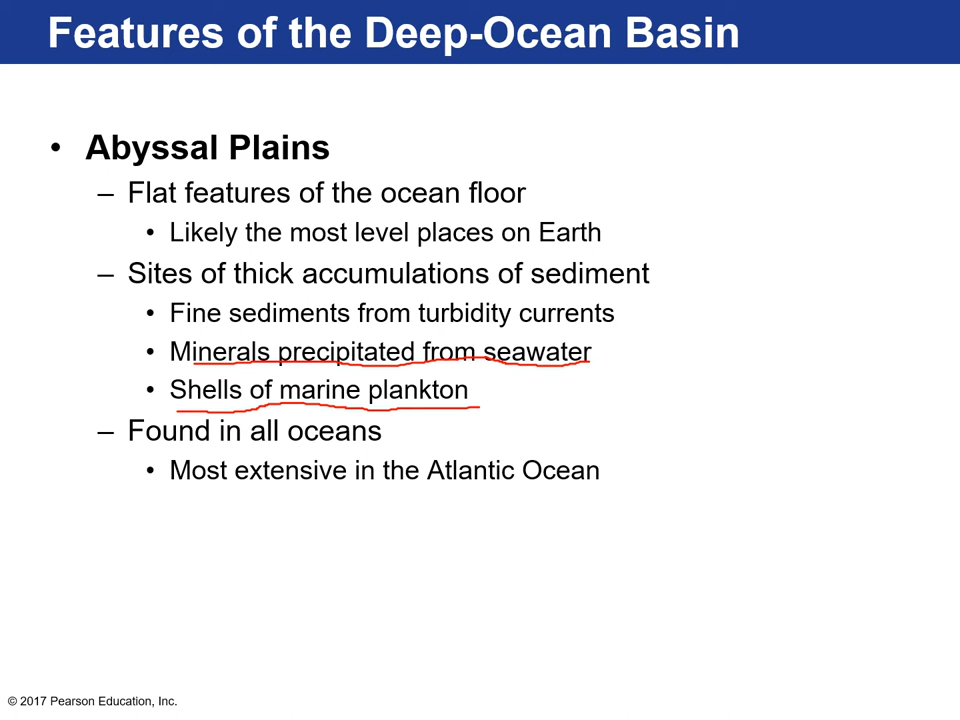 Features of the Deep-Ocean Basin
• Abyssal Plains
– Flat features of the ocean floor
• Likely the most level places on Earth
– Sites of thick accumulations of sediment
• Fine sediments from turbidity currents
• Minerals precipitated from seawater
• Shells of marine plankton
– Found in all oceans
• Most extensive in the Atlantic Ocean
© 2017 Pearson Education, Inc.